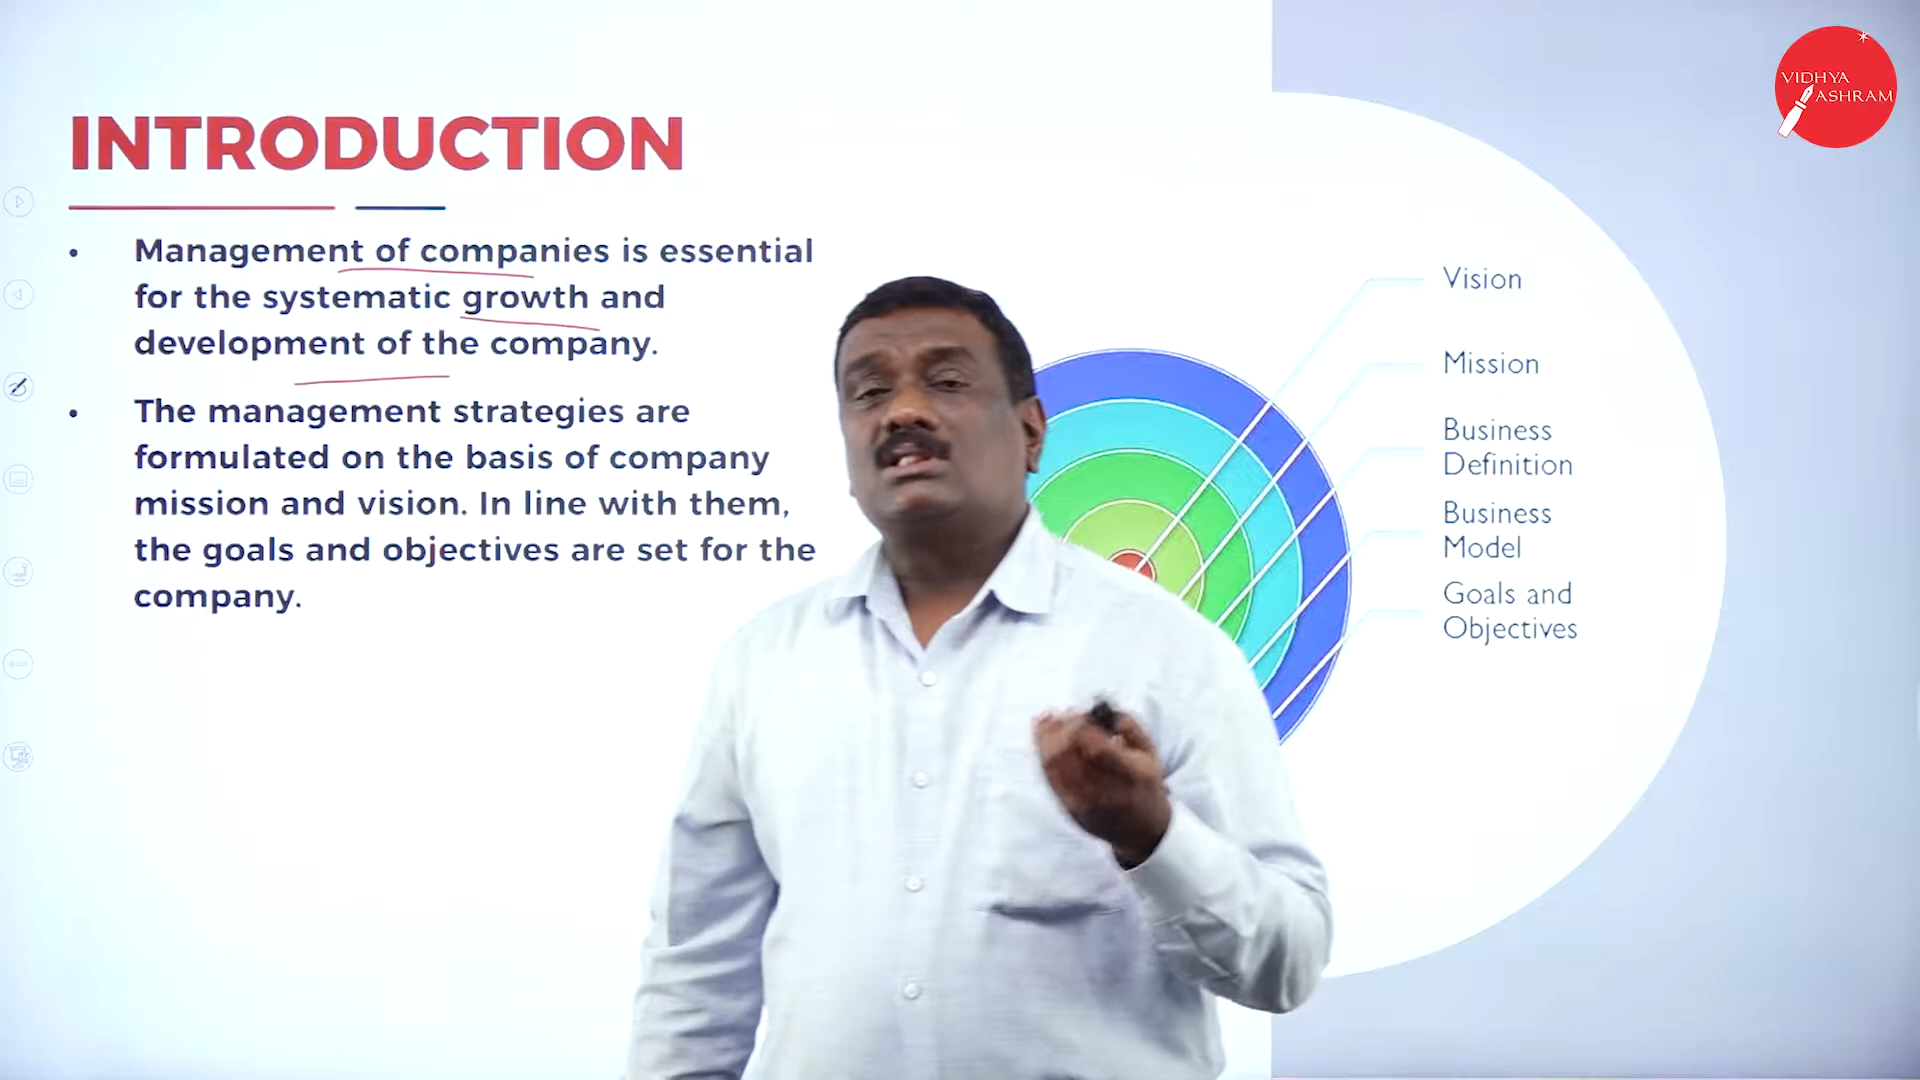 VIDHYA
ASHRAM
INTRODUCTION
• Management of companies is essential
for the systematic growth and
development of the company.
• The management strategies are
formulated on the basis of company
mission and vision. In line with them,
the goals and objectives are set for the
company.
Vision
Mission
Business
Definition
Business
Model
Goals and
Objectives